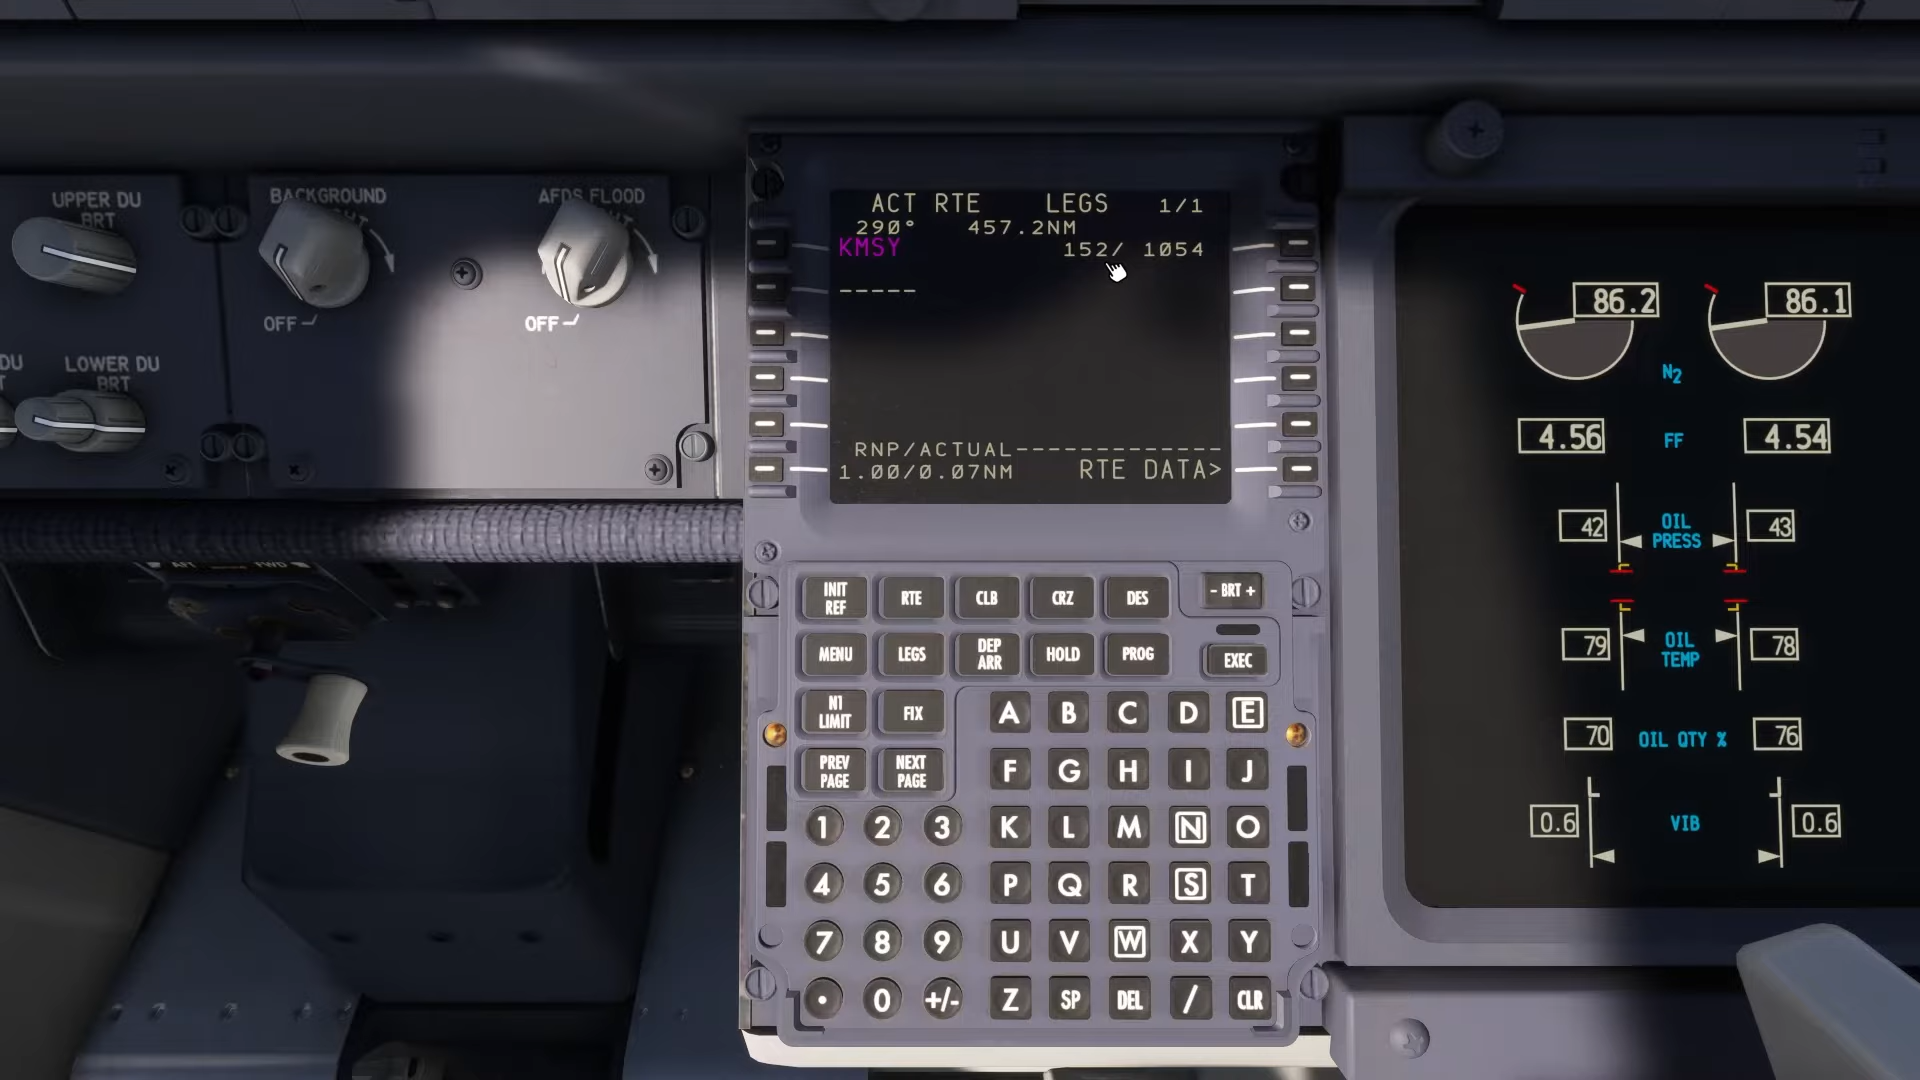 UPPER DU
BRT
BACKGROUND
AFDS FLOOD
OFF
OFF
DU
LOWER DU
BRT
ACT RTE LEGS 1/1
290° 457.2NM
KMSY 152/ 1054
-----
RNP/ACTUAL------------
1.00/0.07NM RTE DATA>
INIT REF RTE CLB CRZ DES - BRT +
MENU LEGS DEP ARR HOLD PROG EXEC
N1 LIMIT FIX A B C D E
PREV PAGE NEXT PAGE F G H I J
1 2 3 K L M N O
4 5 6 P Q R S T
7 8 9 U V W X Y
. 0 +/- Z SP DEL / CLR
86.2 86.1
N2
4.56 FF 4.54
42 OIL PRESS 43
79 OIL TEMP 78
70 OIL QTY % 76
0.6 VIB 0.6